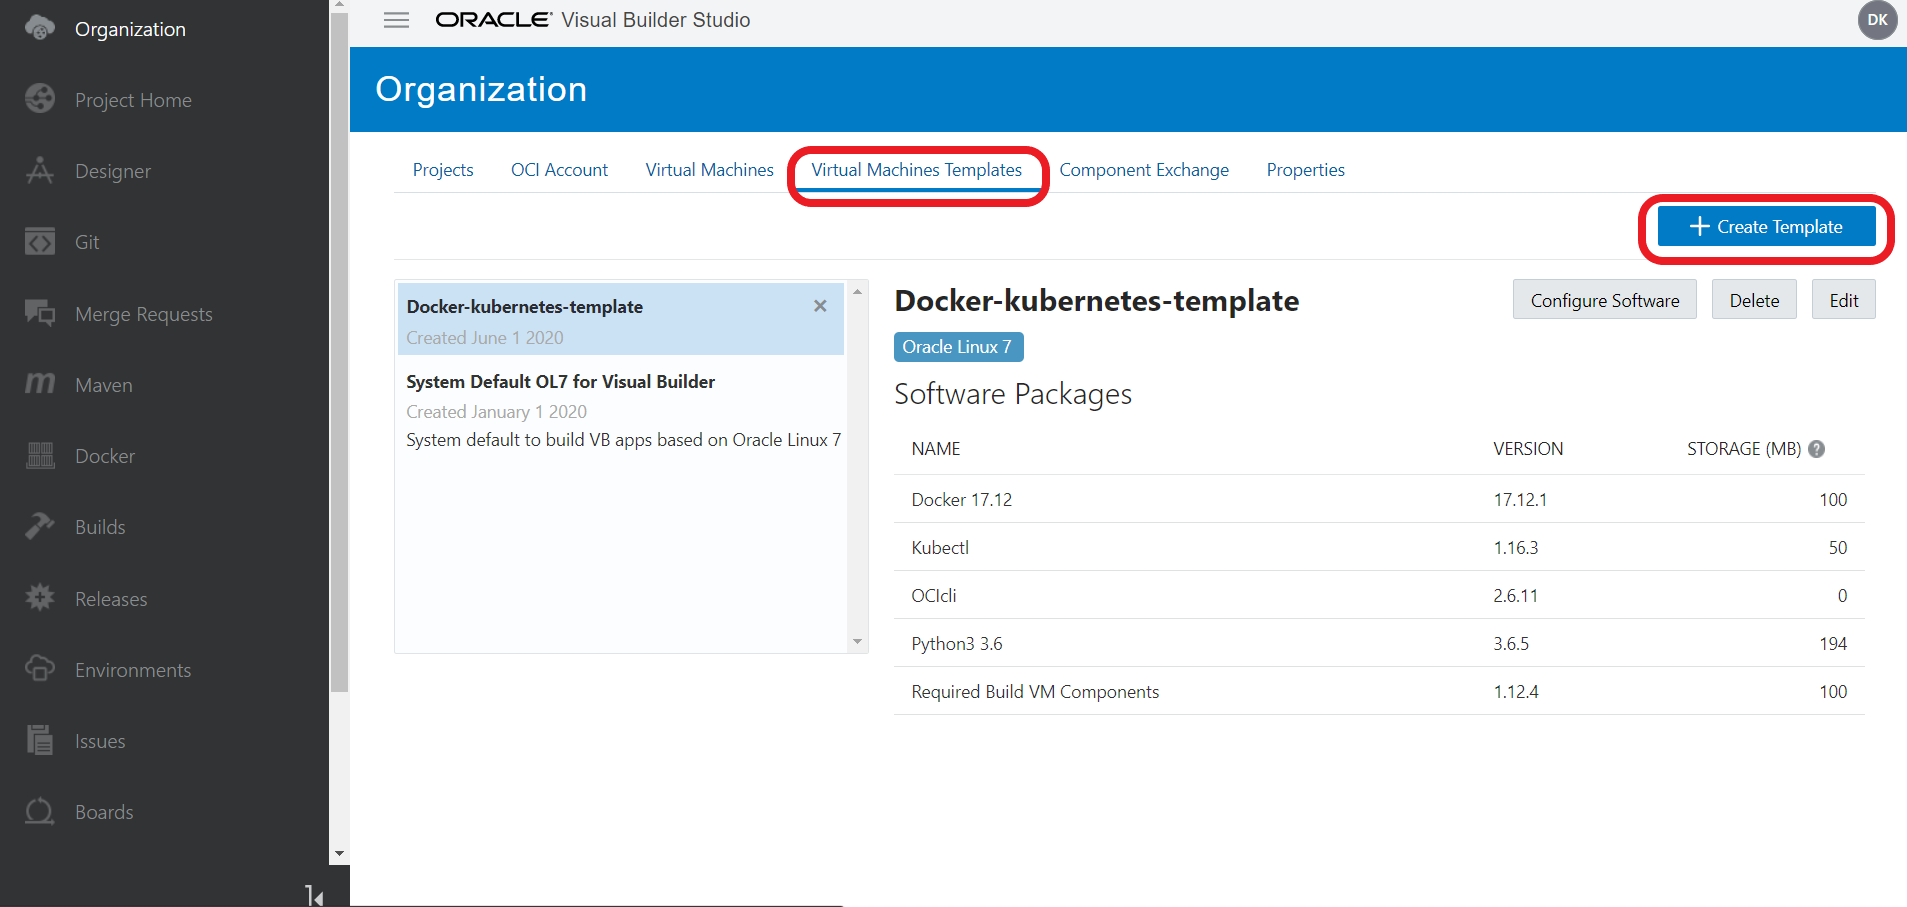 Organization
Project Home
Designer
Git
Merge Requests
Maven
Docker
Builds
Releases
Environments
Issues
Boards
ORACLE® Visual Builder Studio
DK
Organization
Projects OCI Account Virtual Machines Virtual Machines Templates Component Exchange Properties
Create Template
Docker-kubernetes-template
Created June 1 2020
System Default OL7 for Visual Builder
Created January 1 2020
System default to build VB apps based on Oracle Linux 7
Docker-kubernetes-template
Configure Software Delete Edit
Oracle Linux 7
Software Packages
NAME VERSION STORAGE (MB) ?
Docker 17.12 17.12.1 100
Kubectl 1.16.3 50
OCIcli 2.6.11 0
Python3 3.6 3.6.5 194
Required Build VM Components 1.12.4 100